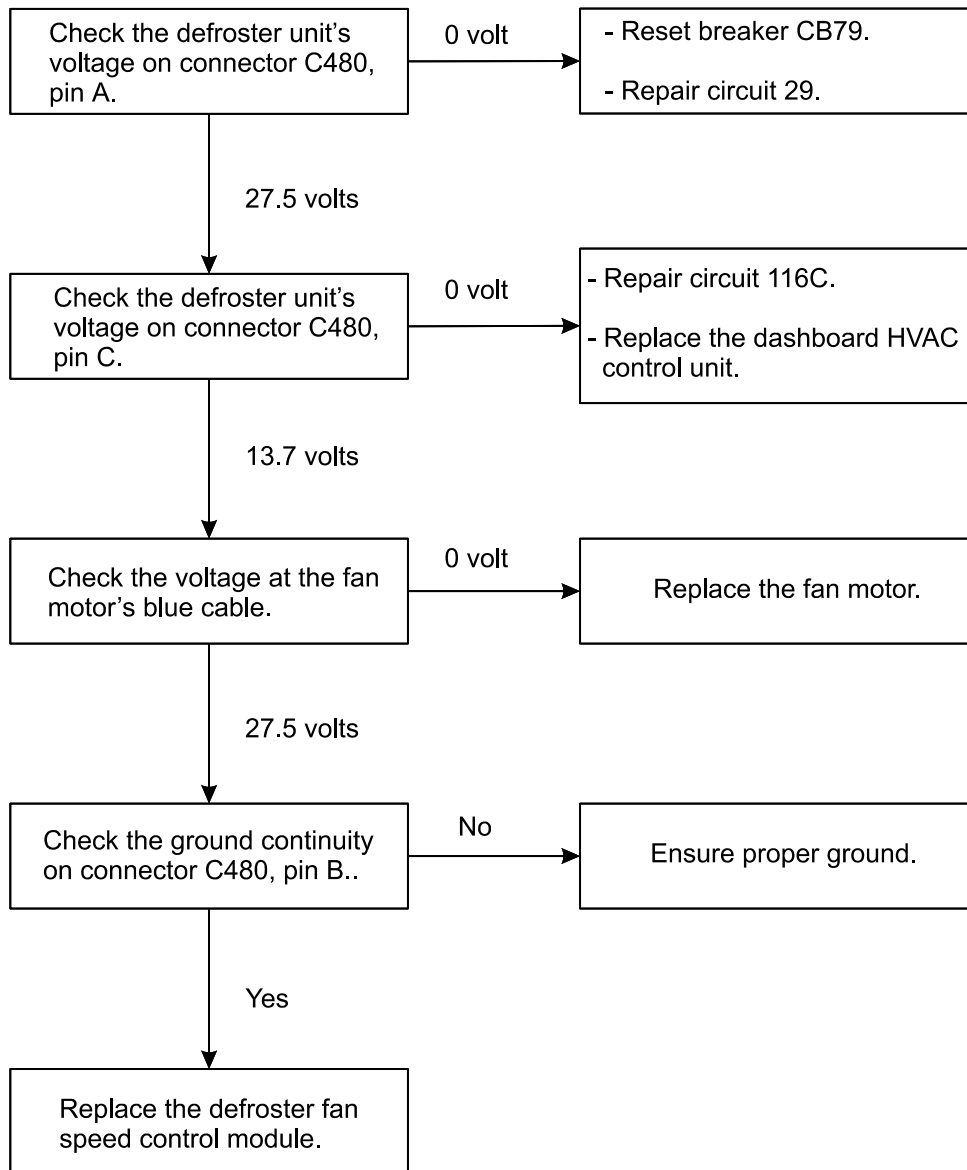 Check the defroster unit’s
voltage on connector C480,
pin A.
0 volt
- Reset breaker CB79.
- Repair circuit 29.
27.5 volts
Check the defroster unit’s
voltage on connector C480,
pin C.
0 volt
- Repair circuit 116C.
- Replace the dashboard HVAC
control unit.
13.7 volts
Check the voltage at the fan
motor’s blue cable.
0 volt
Replace the fan motor.
27.5 volts
Check the ground continuity
on connector C480, pin B..
No
Ensure proper ground.
Yes
Replace the defroster fan
speed control module.